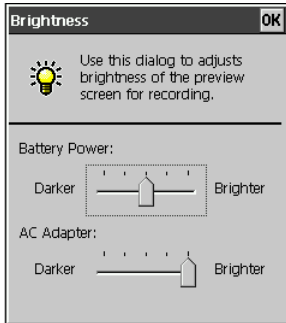 Brightness OK
Use this dialog to adjusts
brightness of the preview
screen for recording.
Battery Power:
Darker Brighter
AC Adapter:
Darker Brighter